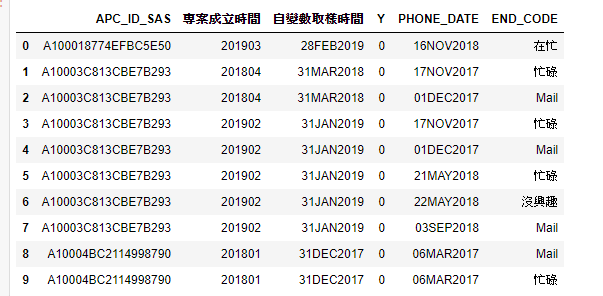 APC_ID_SAS 專案成立時間 自變數取樣時間 Y PHONE_DATE END_CODE
0 A100018774EFBC5E50 201903 28FEB2019 0 16NOV2018 在忙
1 A10003C813CBE7B293 201804 31MAR2018 0 17NOV2017 忙碌
2 A10003C813CBE7B293 201804 31MAR2018 0 01DEC2017 Mail
3 A10003C813CBE7B293 201902 31JAN2019 0 17NOV2017 忙碌
4 A10003C813CBE7B293 201902 31JAN2019 0 01DEC2017 Mail
5 A10003C813CBE7B293 201902 31JAN2019 0 21MAY2018 忙碌
6 A10003C813CBE7B293 201902 31JAN2019 0 22MAY2018 沒興趣
7 A10003C813CBE7B293 201902 31JAN2019 0 03SEP2018 Mail
8 A10004BC2114998790 201801 31DEC2017 0 06MAR2017 Mail
9 A10004BC2114998790 201801 31DEC2017 0 06MAR2017 忙碌